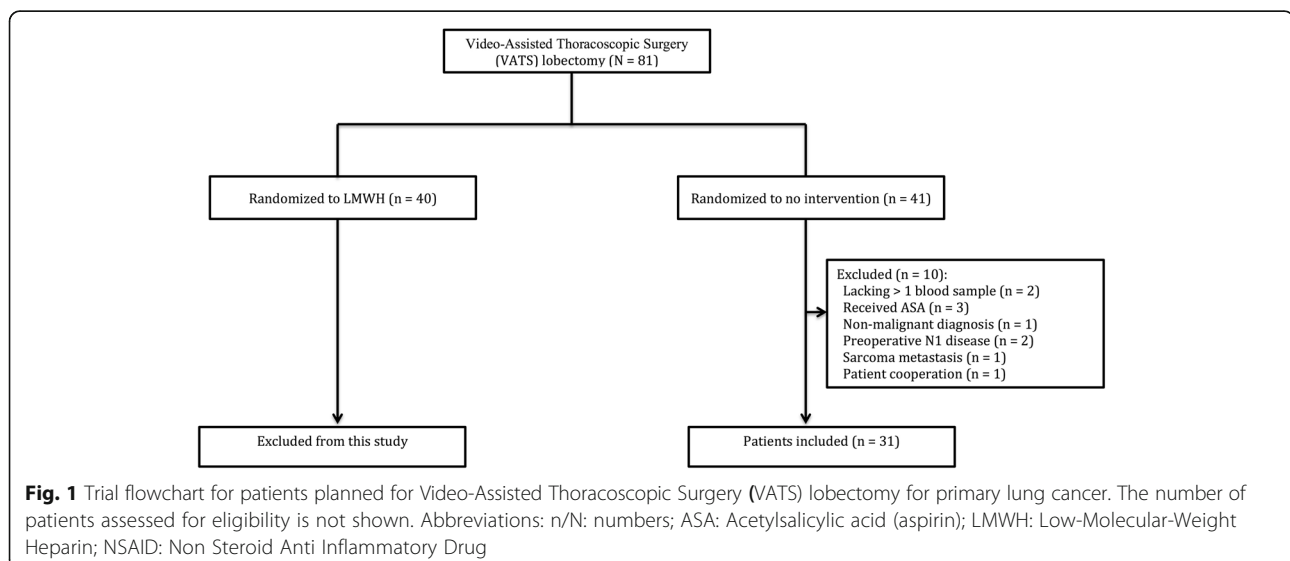 Video-Assisted Thoracoscopic Surgery
(VATS) lobectomy (N = 81)
Randomized to LMWH (n = 40)
Randomized to no intervention (n = 41)
Excluded (n = 10):
Lacking > 1 blood sample (n = 2)
Received ASA (n = 3)
Non-malignant diagnosis (n = 1)
Preoperative N1 disease (n = 2)
Sarcoma metastasis (n = 1)
Patient cooperation (n = 1)
Excluded from this study
Patients included (n = 31)
Fig. 1 Trial flowchart for patients planned for Video-Assisted Thoracoscopic Surgery (VATS) lobectomy for primary lung cancer. The number of
patients assessed for eligibility is not shown. Abbreviations: n/N: numbers; ASA: Acetylsalicylic acid (aspirin); LMWH: Low-Molecular-Weight
Heparin; NSAID: Non Steroid Anti Inflammatory Drug